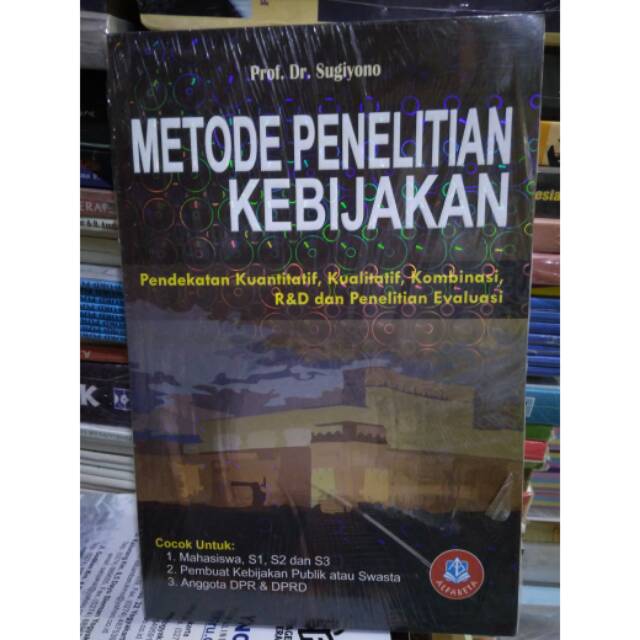 Prof. Dr. Sugiyono
METODE PENELITIAN
KEBIJAKAN
Pendekatan Kuantitatif, Kualitatif, Kombinasi,
R&D dan Penelitian Evaluasi
Cocok Untuk:
1. Mahasiswa, S1, S2 dan S3
2. Pembuat Kebijakan Publik atau Swasta
3. Anggota DPR & DPRD
ALFABETA